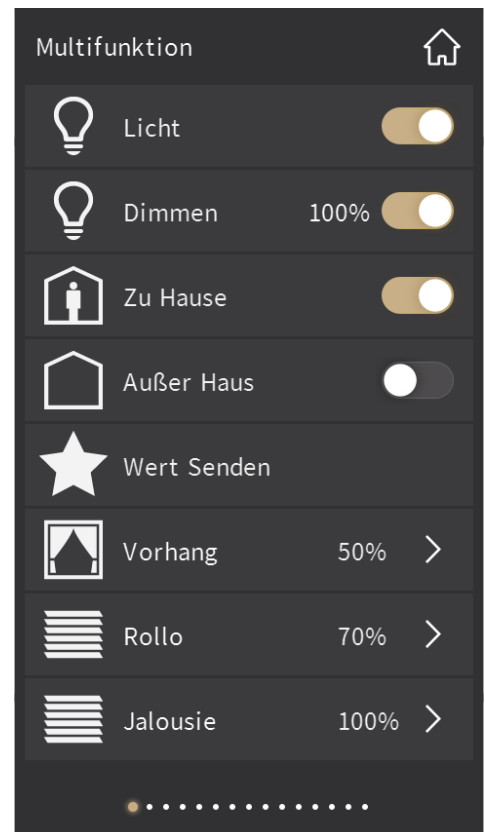 Multifunktion
Licht
Dimmen 100%
Zu Hause
Außer Haus
Wert Senden
Vorhang 50%
Rollo 70%
Jalousie 100%